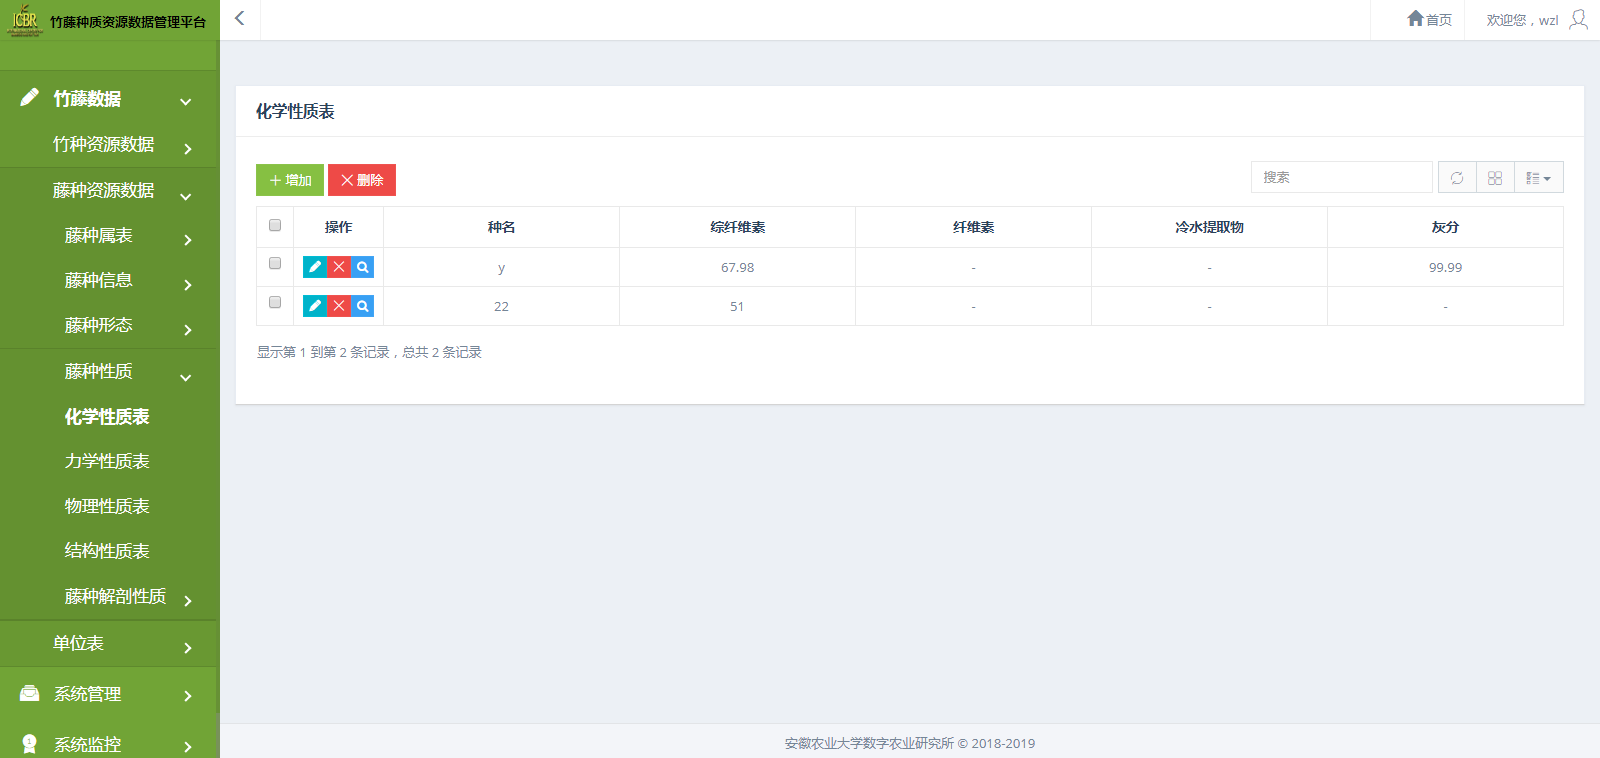 ICBR 竹藤种质资源数据管理平台
首页
欢迎您，wzl
竹藤数据
竹种资源数据
藤种资源数据
藤种属表
藤种信息
藤种形态
藤种性质
化学性质表
力学性质表
物理性质表
结构性质表
藤种解剖性质
单位表
系统管理
系统监控
化学性质表
增加 删除 搜索
操作 种名 综纤维素 纤维素 冷水提取物 灰分
y 67.98 - - 99.99
22 51 - - -
显示第 1 到第 2 条记录，总共 2 条记录
安徽农业大学数字农业研究所 © 2018-2019